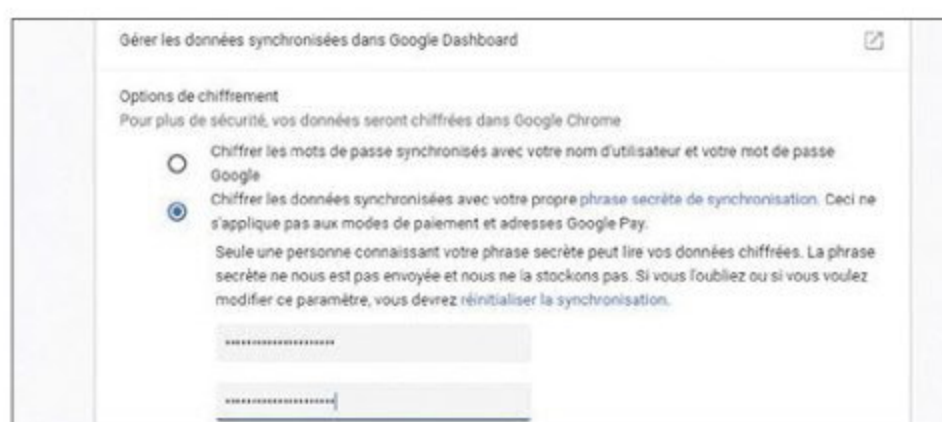 Gérer les données synchronisées dans Google Dashboard
Options de chiffrement
Pour plus de sécurité, vos données seront chiffrées dans Google Chrome
Chiffrer les mots de passe synchronisés avec votre nom d'utilisateur et votre mot de passe
Google
Chiffrer les données synchronisées avec votre propre phrase secrète de synchronisation. Ceci ne
s'applique pas aux modes de paiement et adresses Google Pay.
Seule une personne connaissant votre phrase secrète peut lire vos données chiffrées. La phrase
secrète ne nous est pas envoyée et nous ne la stockons pas. Si vous l'oubliez ou si vous voulez
modifier ce paramètre, vous devrez réinitialiser la synchronisation.